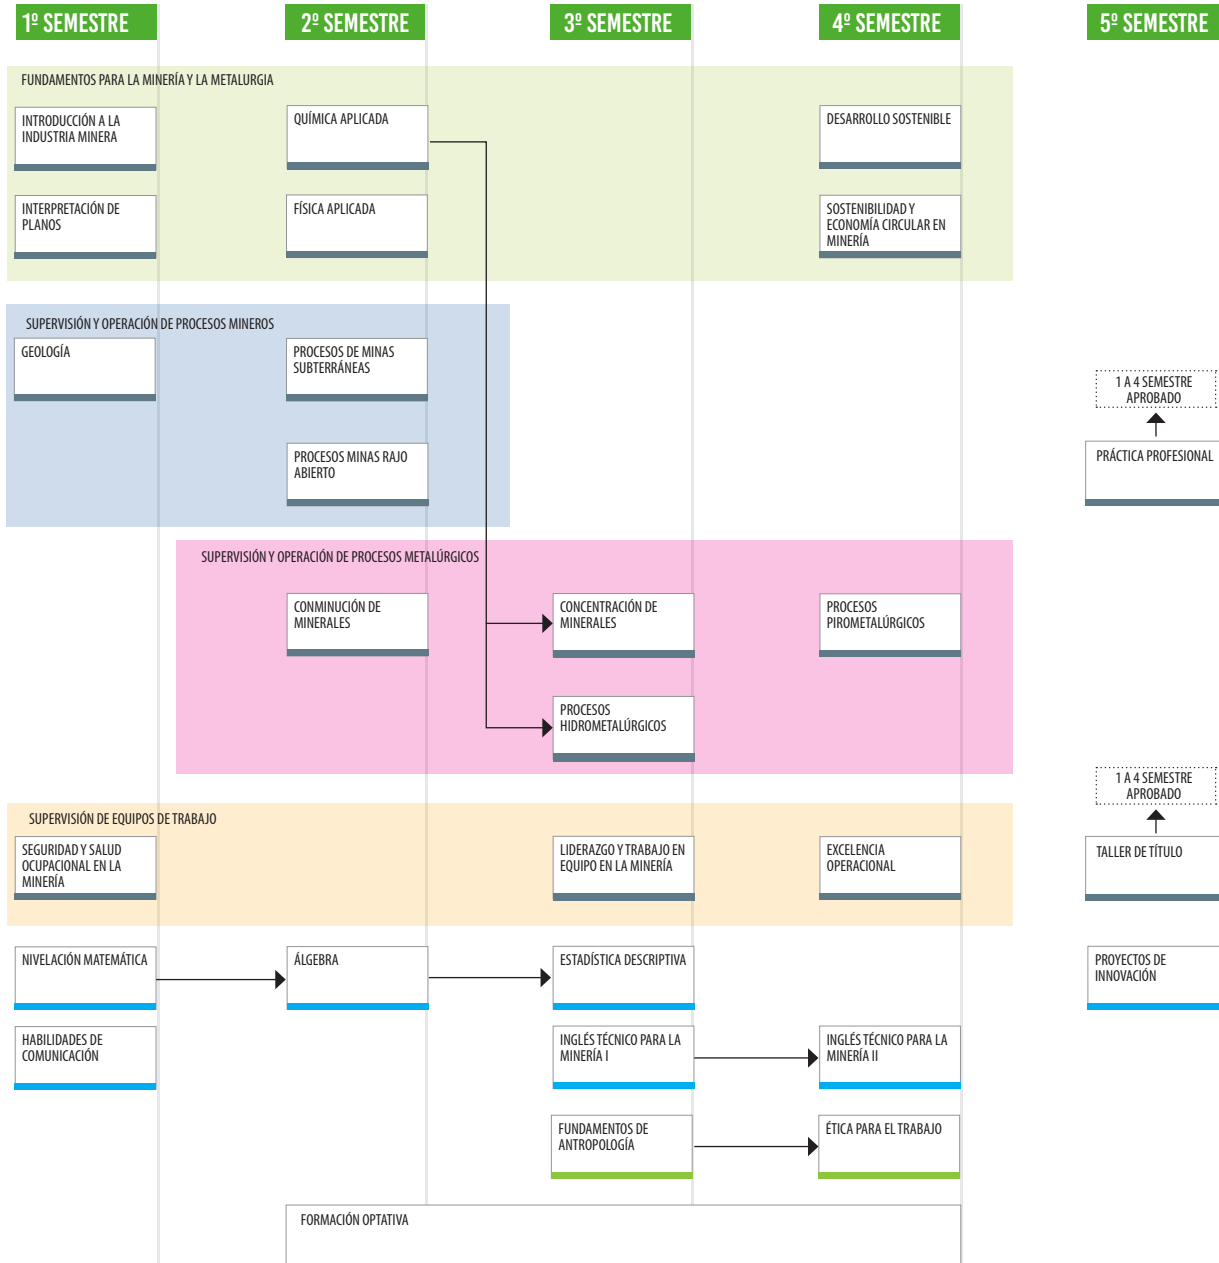 1º SEMESTRE
2º SEMESTRE
3º SEMESTRE
4º SEMESTRE
5º SEMESTRE
FUNDAMENTOS PARA LA MINERÍA Y LA METALURGIA
INTRODUCCIÓN A LA
INDUSTRIA MINERA
QUÍMICA APLICADA
DESARROLLO SOSTENIBLE
INTERPRETACIÓN DE
PLANOS
FÍSICA APLICADA
SOSTENIBILIDAD Y
ECONOMÍA CIRCULAR EN
MINERÍA
SUPERVISIÓN Y OPERACIÓN DE PROCESOS MINEROS
GEOLOGÍA
PROCESOS DE MINAS
SUBTERRÁNEAS
1 A 4 SEMESTRE
APROBADO
PROCESOS MINAS RAJO
ABIERTO
PRÁCTICA PROFESIONAL
SUPERVISIÓN Y OPERACIÓN DE PROCESOS METALÚRGICOS
CONMINUCIÓN DE
MINERALES
CONCENTRACIÓN DE
MINERALES
PROCESOS
PIROMETALÚRGICOS
PROCESOS
HIDROMETALÚRGICOS
1 A 4 SEMESTRE
APROBADO
SUPERVISIÓN DE EQUIPOS DE TRABAJO
SEGURIDAD Y SALUD
OCUPACIONAL EN LA
MINERÍA
LIDERAZGO Y TRABAJO EN
EQUIPO EN LA MINERÍA
EXCELENCIA
OPERACIONAL
TALLER DE TÍTULO
NIVELACIÓN MATEMÁTICA
ÁLGEBRA
ESTADÍSTICA DESCRIPTIVA
PROYECTOS DE
INNOVACIÓN
HABILIDADES DE
COMUNICACIÓN
INGLÉS TÉCNICO PARA LA
MINERÍA I
INGLÉS TÉCNICO PARA LA
MINERÍA II
FUNDAMENTOS DE
ANTROPOLOGÍA
ÉTICA PARA EL TRABAJO
FORMACIÓN OPTATIVA